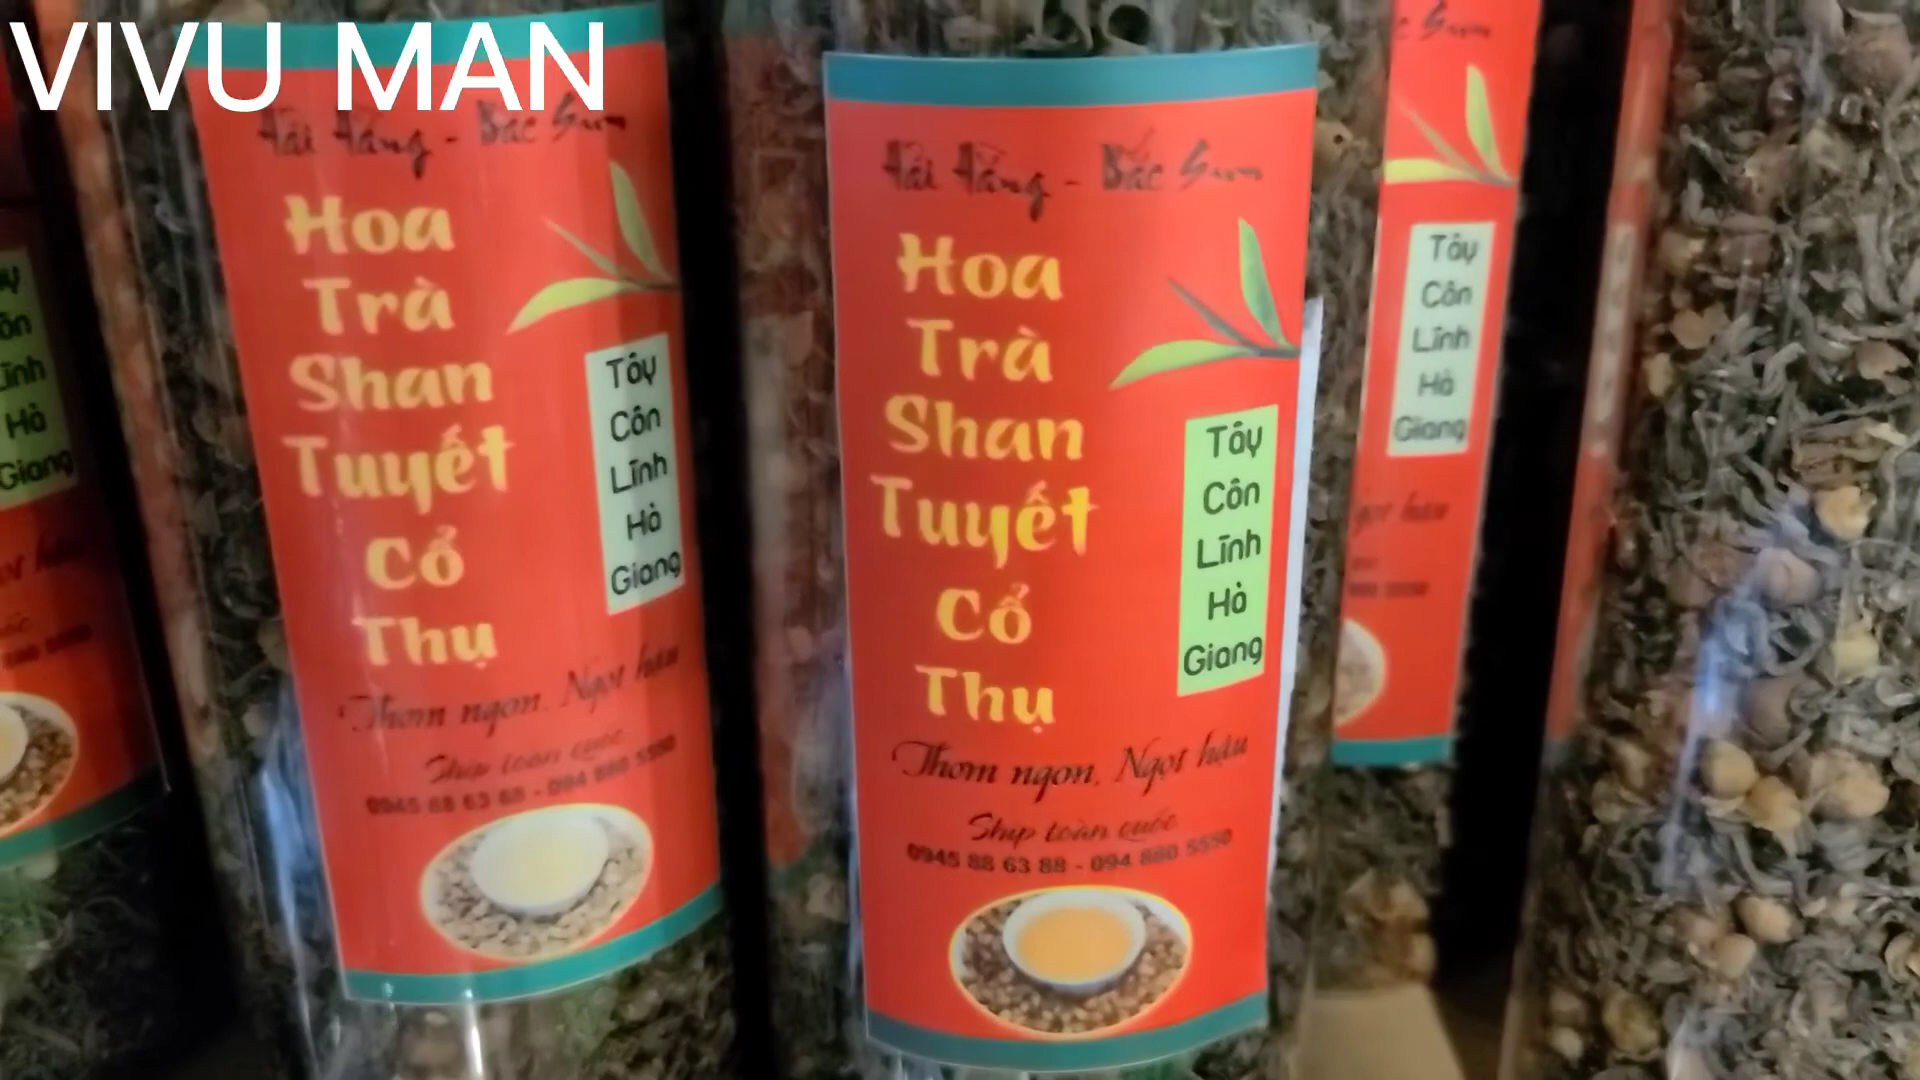 VIVU MAN
Hải Hằng - Bắc Sum
Hoa
Trà
Shan
Tuyết
Cổ
Thụ
Tây
Côn
Lĩnh
Hà
Giang
Thơm ngon, Ngọt hậu
Ship toàn quốc
0945 88 63 88 - 094 880 5550
Hải Hằng - Bắc Sum
Hoa
Trà
Shan
Tuyết
Cổ
Thụ
Tây
Côn
Lĩnh
Hà
Giang
Thơm ngon, Ngọt hậu
Ship toàn quốc
0945 88 63 88 - 094 880 5550
Tây
Côn
Lĩnh
Hà
Giang
Lĩnh
Hà
Giang